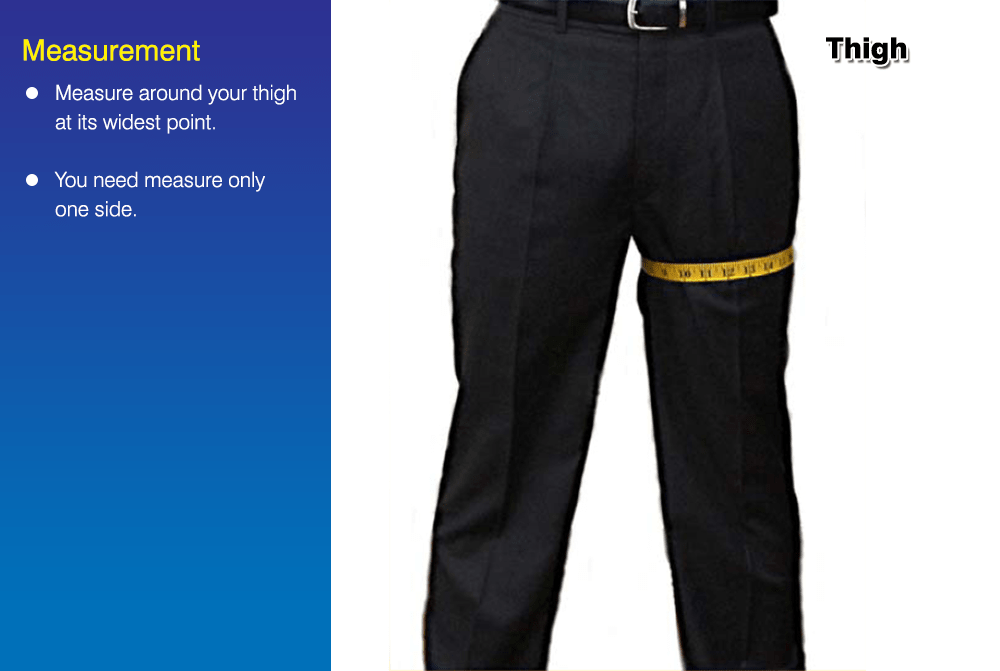 Measurement
Measure around your thigh
at its widest point.
You need measure only
one side.
Thigh
9 10 11 12 13 14